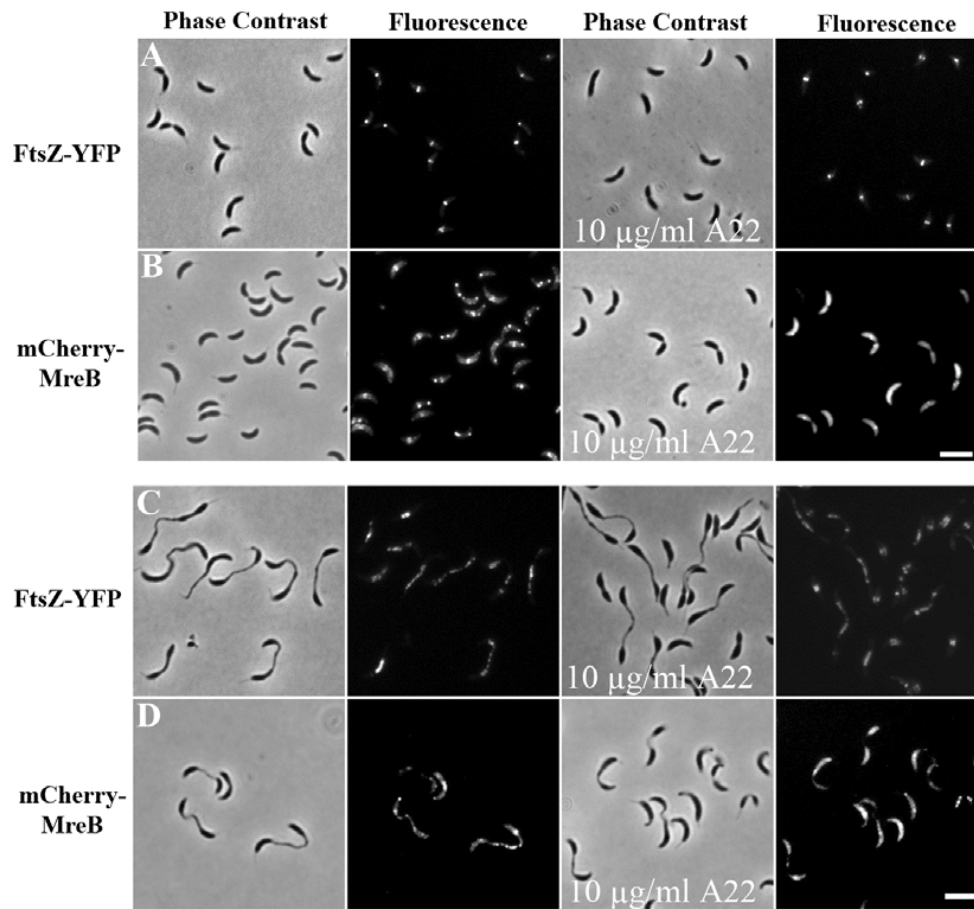 Phase Contrast Fluorescence Phase Contrast Fluorescence
A
FtsZ-YFP
10 µg/ml A22
B
mCherry-
MreB
10 µg/ml A22
C
FtsZ-YFP
10 µg/ml A22
D
mCherry-
MreB
10 µg/ml A22